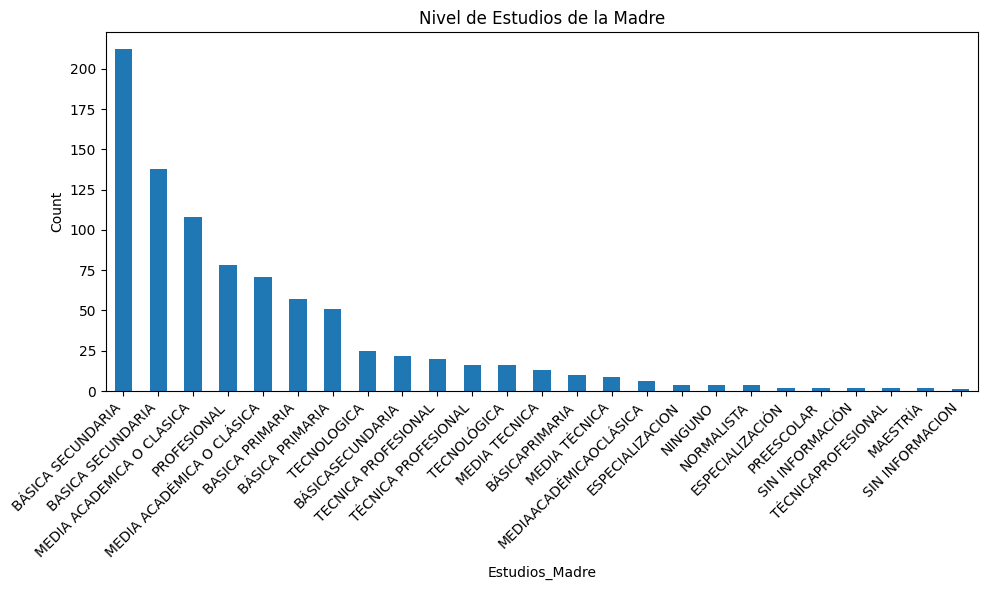 Nivel de Estudios de la Madre
Count
200
175
150
125
100
75
50
25
0
BÁSICA SECUNDARIA
BASICA SECUNDARIA
MEDIA ACADEMICA O CLASICA
PROFESIONAL
MEDIA ACADÉMICA O CLÁSICA
BASICA PRIMARIA
BÁSICA PRIMARIA
TECNOLOGICA
BÁSICASECUNDARIA
TECNICA PROFESIONAL
TÉCNICA PROFESIONAL
TECNOLÓGICA
MEDIA TECNICA
BÁSICAPRIMARIA
MEDIA TÉCNICA
MEDIAACADÉMICAOCLÁSICA
ESPECIALIZACION
NINGUNO
NORMALISTA
ESPECIALIZACIÓN
PREESCOLAR
SIN INFORMACIÓN
TÉCNICAPROFESIONAL
MAESTRÍA
SIN INFORMACION
Estudios_Madre